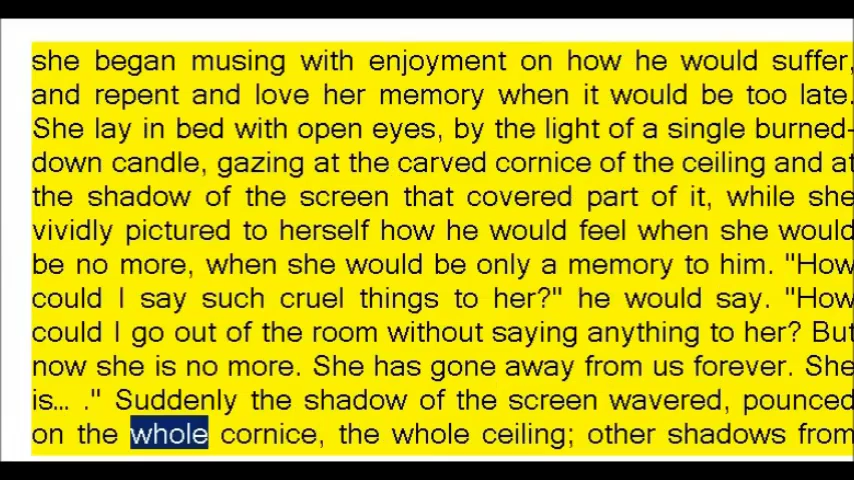 she began musing with enjoyment on how he would suffer,
and repent and love her memory when it would be too late.
She lay in bed with open eyes, by the light of a single burned-
down candle, gazing at the carved cornice of the ceiling and at
the shadow of the screen that covered part of it, while she
vividly pictured to herself how he would feel when she would
be no more, when she would be only a memory to him. "How
could I say such cruel things to her?" he would say. "How
could I go out of the room without saying anything to her? But
now she is no more. She has gone away from us forever. She
is... ." Suddenly the shadow of the screen wavered, pounced
on the whole cornice, the whole ceiling; other shadows from